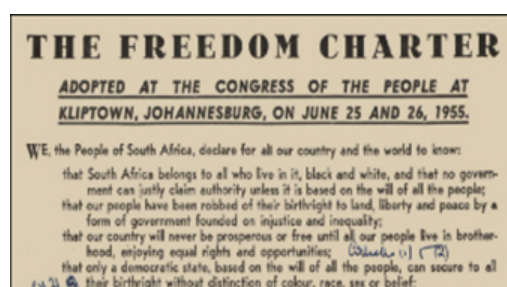 THE FREEDOM CHARTER
ADOPTED AT THE CONGRESS OF THE PEOPLE AT
KLIPTOWN, JOHANNESBURG, ON JUNE 25 AND 26, 1955.
WE, the People of South Africa, declare for all our country and the world to know:
that South Africa belongs to all who live in it, black and white, and that no govern-
ment can justly claim authority unless it is based on the will of all the people;
that our people have been robbed of their birthright to land, liberty and peace by a
form of government founded on injustice and inequality;
that our country will never be prosperous or free until all our people live in brother-
hood, enjoying equal rights and opportunities;
that only a democratic state, based on the will of all the people, can secure to all
their birthright without distinction of colour, race, sex or belief;